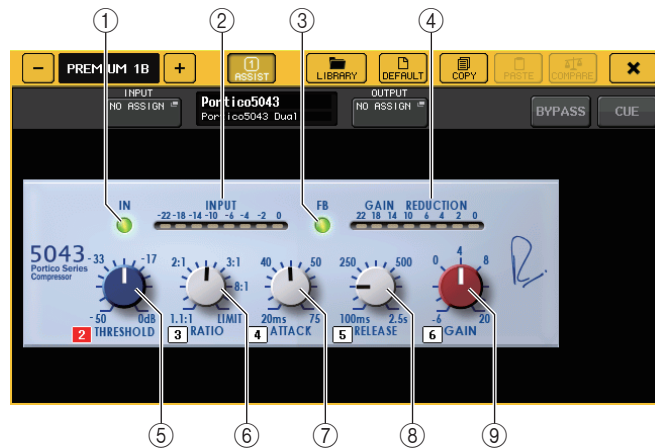 ① ② ③ ④
− PREMIUM 1B + 1 ASSIST LIBRARY DEFAULT COPY PASTE COMPARE ×
INPUT
NO ASSIGN
Portico5043
Portico5043 Dual
OUTPUT
NO ASSIGN
BYPASS
CUE
IN
INPUT
-22 -18 -14 -10 -6 -4 -2 0
FB
GAIN REDUCTION
22 18 14 10 6 4 2 0
5043
Portico Series
Compressor
-33 -17
-50 0dB
2 THRESHOLD
2:1 3:1
8:1
1.1:1 LIMIT
3 RATIO
40 50
20ms 75
4 ATTACK
250 500
100ms 2.5s
5 RELEASE
0 4 8
-6 20
6 GAIN
⑤ ⑥ ⑦ ⑧ ⑨